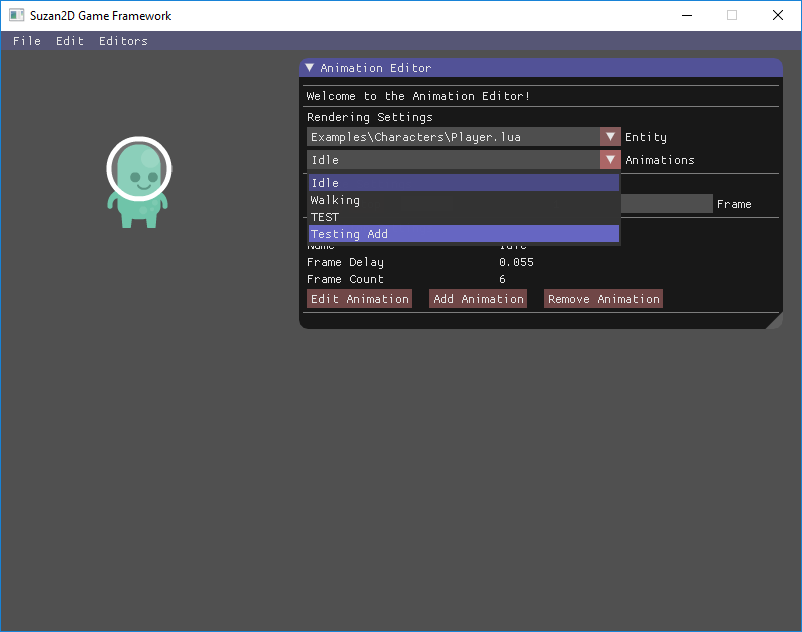 Suzan2D Game Framework
File Edit Editors
Animation Editor
Welcome to the Animation Editor!
Rendering Settings
Examples\Characters\Player.lua Entity
Idle Animations
Idle
Walking
Frame
TEST
Testing Add
Name Idle
Frame Delay 0.055
Frame Count 6
Edit Animation Add Animation Remove Animation